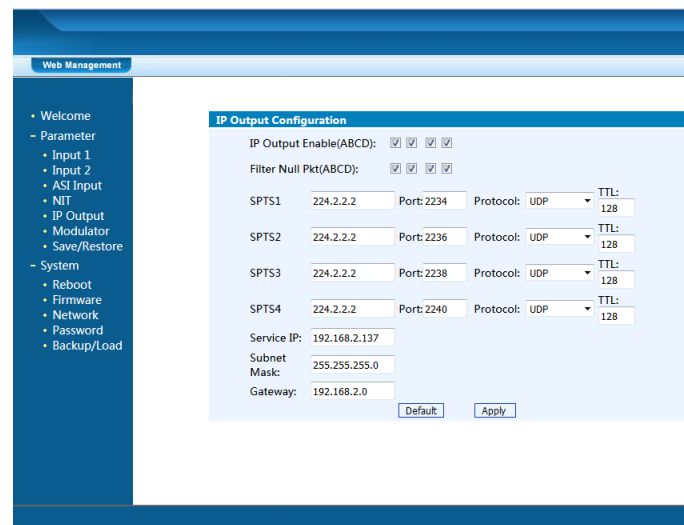 Web Management
Welcome
Parameter
Input 1
Input 2
ASI Input
NIT
IP Output
Modulator
Save/Restore
System
Reboot
Firmware
Network
Password
Backup/Load
IP Output Configuration
IP Output Enable(ABCD):
Filter Null Pkt(ABCD):
SPTS1 224.2.2.2 Port: 2234 Protocol: UDP TTL: 128
SPTS2 224.2.2.2 Port: 2236 Protocol: UDP TTL: 128
SPTS3 224.2.2.2 Port: 2238 Protocol: UDP TTL: 128
SPTS4 224.2.2.2 Port: 2240 Protocol: UDP TTL: 128
Service IP: 192.168.2.137
Subnet Mask: 255.255.255.0
Gateway: 192.168.2.0
Default Apply